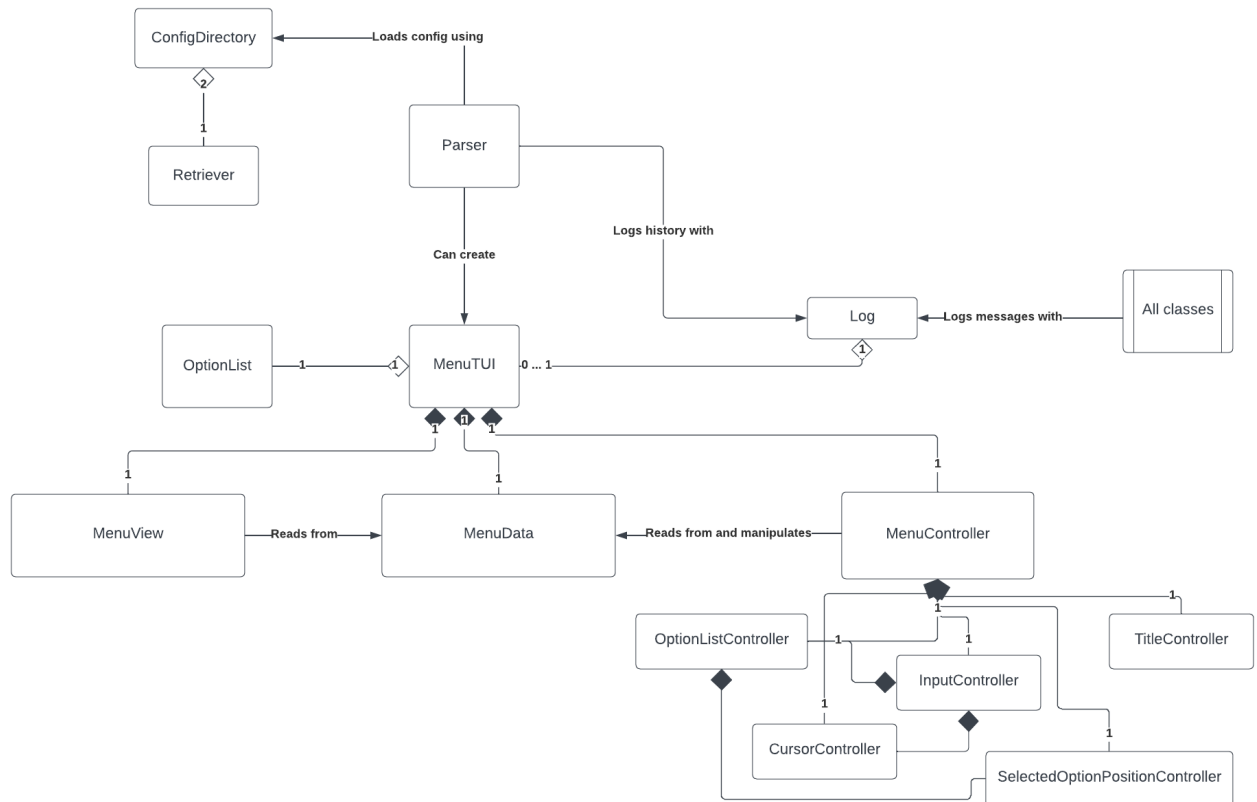 ConfigDirectory
Loads config using
2
1
Parser
Retriever
Logs history with
Can create
All classes
Log
Logs messages with
1
OptionList
1
1
MenuTUI
0 ... 1
1
1
1
1
1
1
MenuView
Reads from
MenuData
Reads from and manipulates
MenuController
1
1
OptionListController
1
1
TitleController
InputController
1
1
CursorController
SelectedOptionPositionController